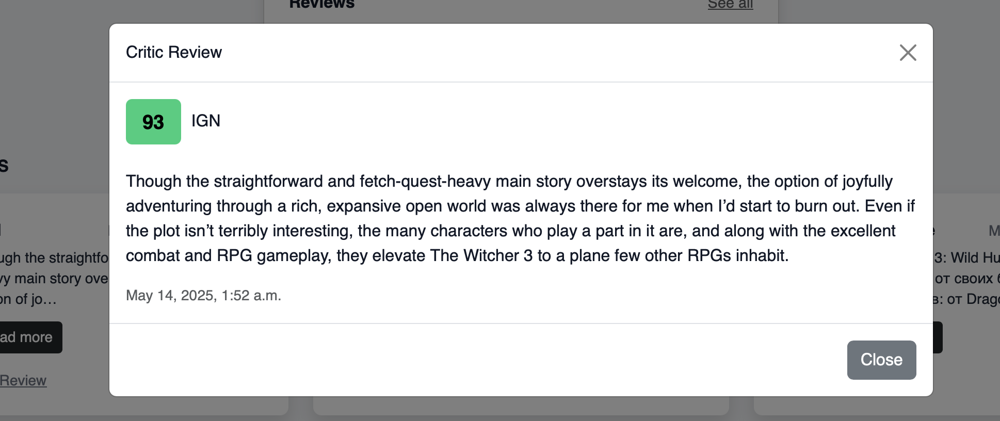 Reviews
See all
Critic Review
93
IGN
Though the straightforward and fetch-quest-heavy main story overstays its welcome, the option of joyfully
adventuring through a rich, expansive open world was always there for me when I’d start to burn out. Even if
the plot isn’t terribly interesting, the many characters who play a part in it are, and along with the excellent
combat and RPG gameplay, they elevate The Witcher 3 to a plane few other RPGs inhabit.
May 14, 2025, 1:52 a.m.
Close
ugh the straightfo
vy main story ove
on of jo…
ad more
Review
3: Wild Hu
от своих
в: от Drag